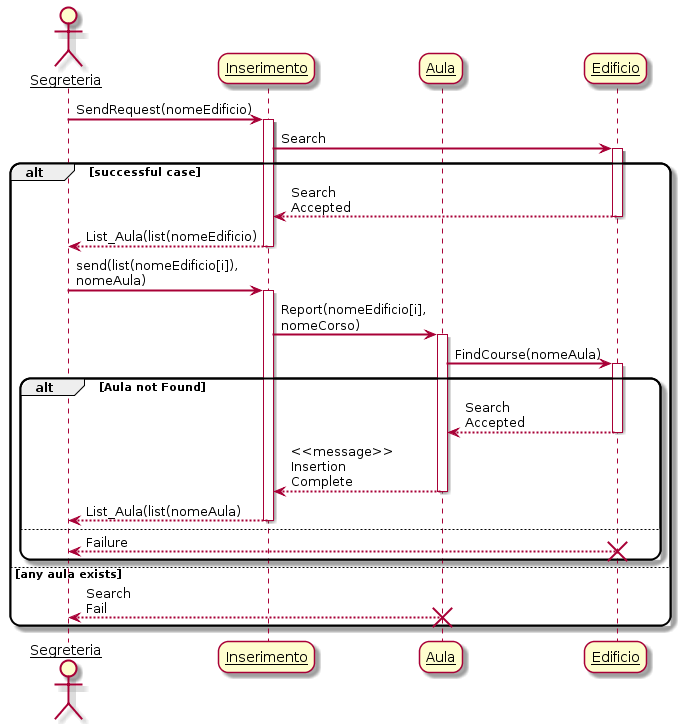 Segreteria
Inserimento
Aula
Edificio
SendRequest(nomeEdificio)
Search
alt
[successful case]
Search
Accepted
List_Aula(list(nomeEdificio)
send(list(nomeEdificio[i]),
nomeAula)
Report(nomeEdificio[i],
nomeCorso)
FindCourse(nomeAula)
alt
[Aula not Found]
Search
Accepted
<<message>>
Insertion
Complete
List_Aula(list(nomeAula)
Failure
[any aula exists]
Search
Fail
Segreteria
Inserimento
Aula
Edificio